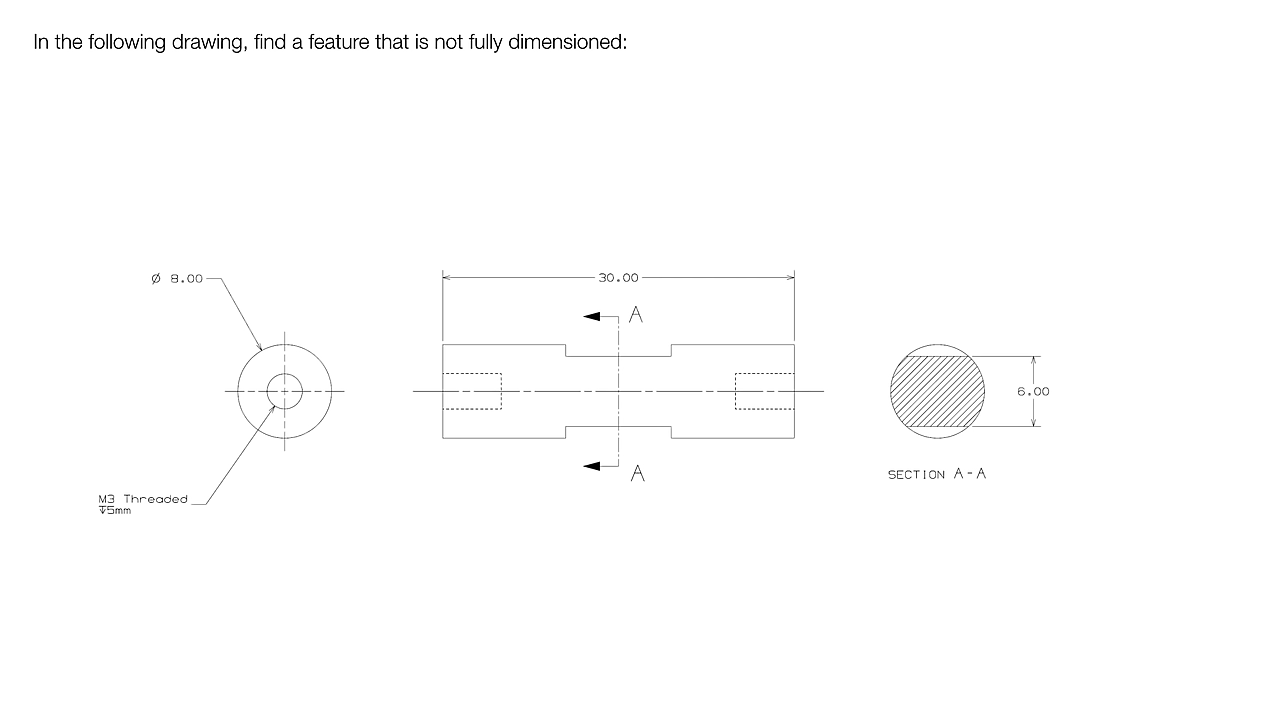 In the following drawing, find a feature that is not fully dimensioned:
Ø 8.00
30.00
A
6.00
A
SECTION A-A
M3 Threaded
↧5mm